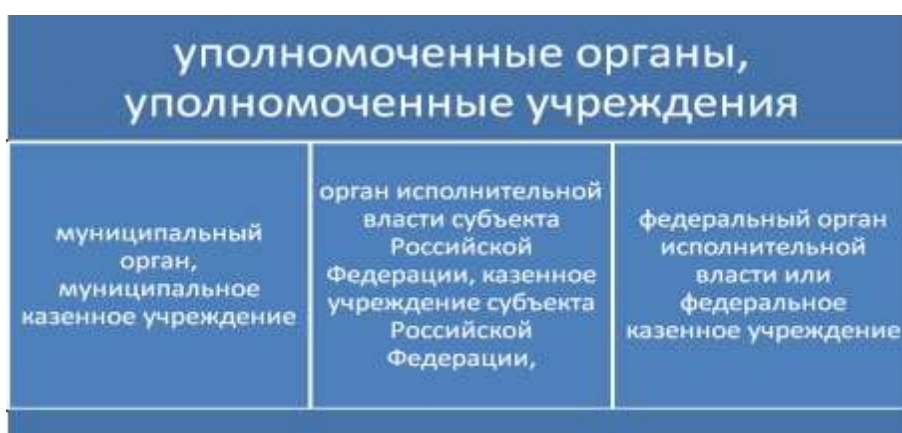 уполномоченные органы,
уполномоченные учреждения
муниципальный
орган,
муниципальное
казенное учреждение
орган исполнительной
власти субъекта
Российской
Федерации, казенное
учреждение субъекта
Российской
Федерации,
федеральный орган
исполнительной
власти или
федеральное
казенное учреждение